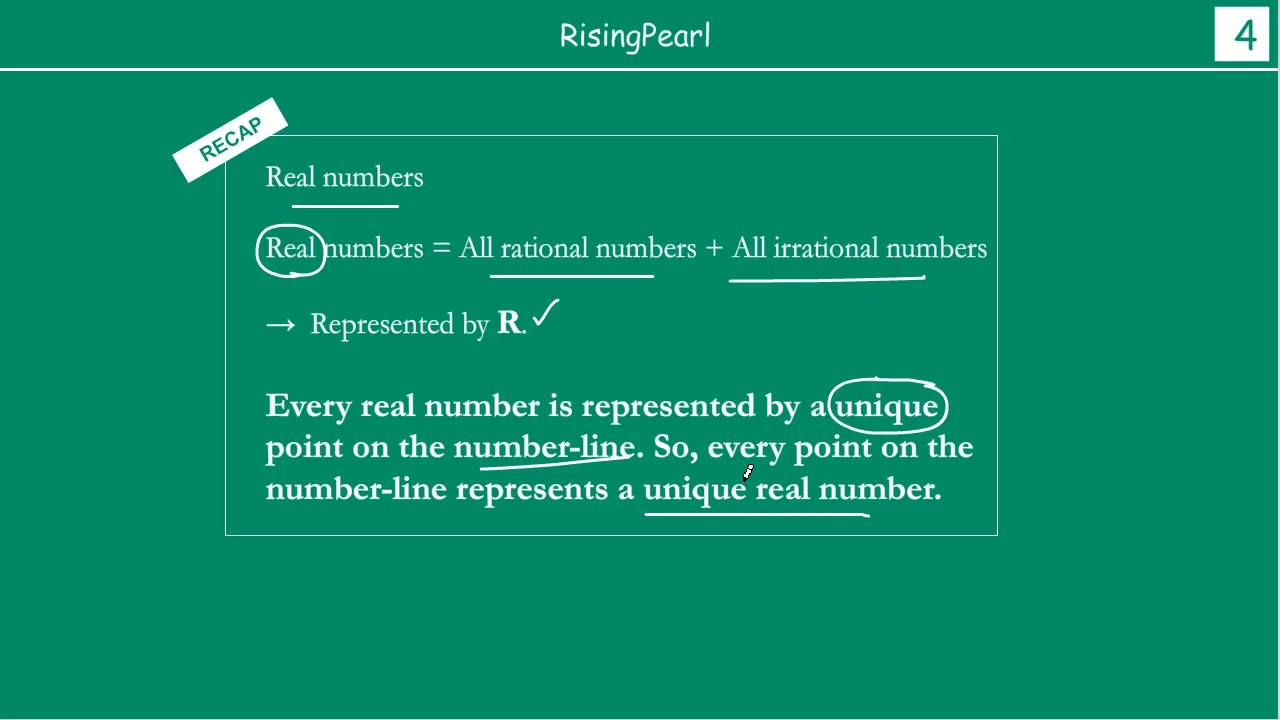 RisingPearl
4
RECAP
Real numbers
Real numbers = All rational numbers + All irrational numbers
→ Represented by R.
Every real number is represented by a unique
point on the number-line. So, every point on the
number-line represents a unique real number.